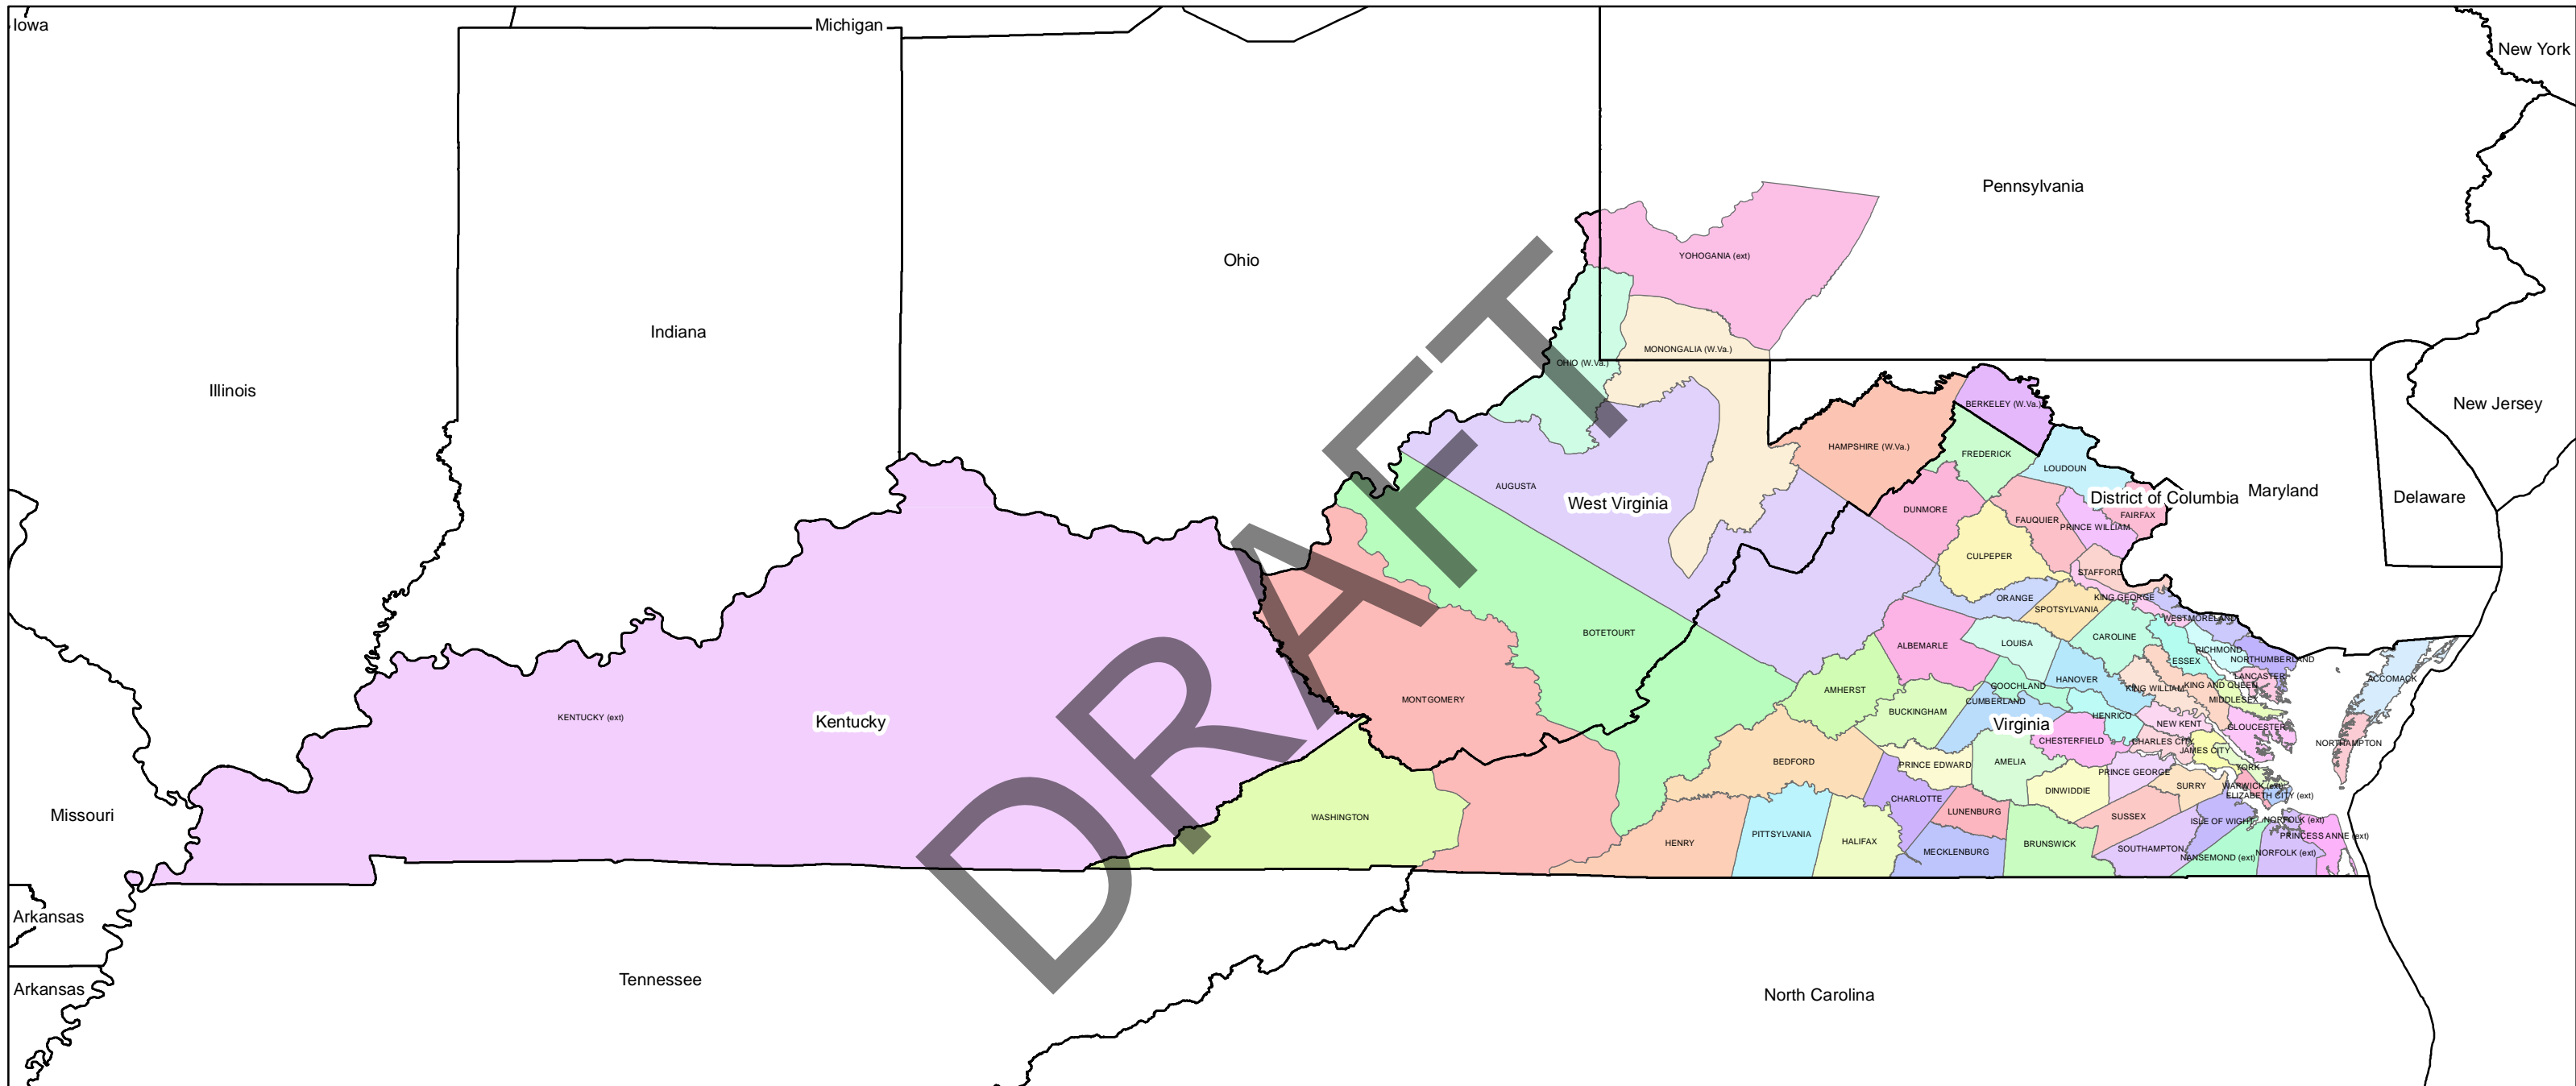 Iowa
Michigan
New York
Pennsylvania
YOHOGANIA (ext)
Ohio
Indiana
MONONGALIA (W.Va.)
OHIO (W.Va.)
Illinois
New Jersey
BERKELEY (W.Va.)
HAMPSHIRE (W.Va.)
FREDERICK
LOUDOUN
AUGUSTA
West Virginia
District of Columbia
Maryland
Delaware
DUNMORE
FAUQUIER
FAIRFAX
PRINCE WILLIAM
CULPEPER
STAFFORD
ORANGE
KING GEORGE
SPOTSYLVANIA
WESTMORELAND
BOTETOURT
CAROLINE
ALBEMARLE
LOUISA
RICHMOND
ESSEX
NORTHUMBERLAND
LANCASTER
ACCOMACK
HANOVER
GOOCHLAND
KING WILLIAM
KING AND QUEEN
AMHERST
MONTGOMERY
CUMBERLAND
MIDDLESEX
BUCKINGHAM
HENRICO
KENTUCKY (ext)
Kentucky
Virginia
NEW KENT
GLOUCESTER
CHESTERFIELD
CHARLES CITY
NORTHAMPTON
JAMES CITY
BEDFORD
AMELIA
PRINCE EDWARD
YORK
PRINCE GEORGE
SURRY
WARWICK (ext)
DINWIDDIE
ELIZABETH CITY (ext)
CHARLOTTE
Missouri
WASHINGTON
LUNENBURG
SUSSEX
ISLE OF WIGHT
NORFOLK (ext)
PITTSYLVANIA
PRINCESS ANNE (ext)
HENRY
HALIFAX
BRUNSWICK
SOUTHAMPTON
MECKLENBURG
NORFOLK (ext)
NANSEMOND (ext)
Arkansas
Tennessee
Arkansas
North Carolina
DRAFT